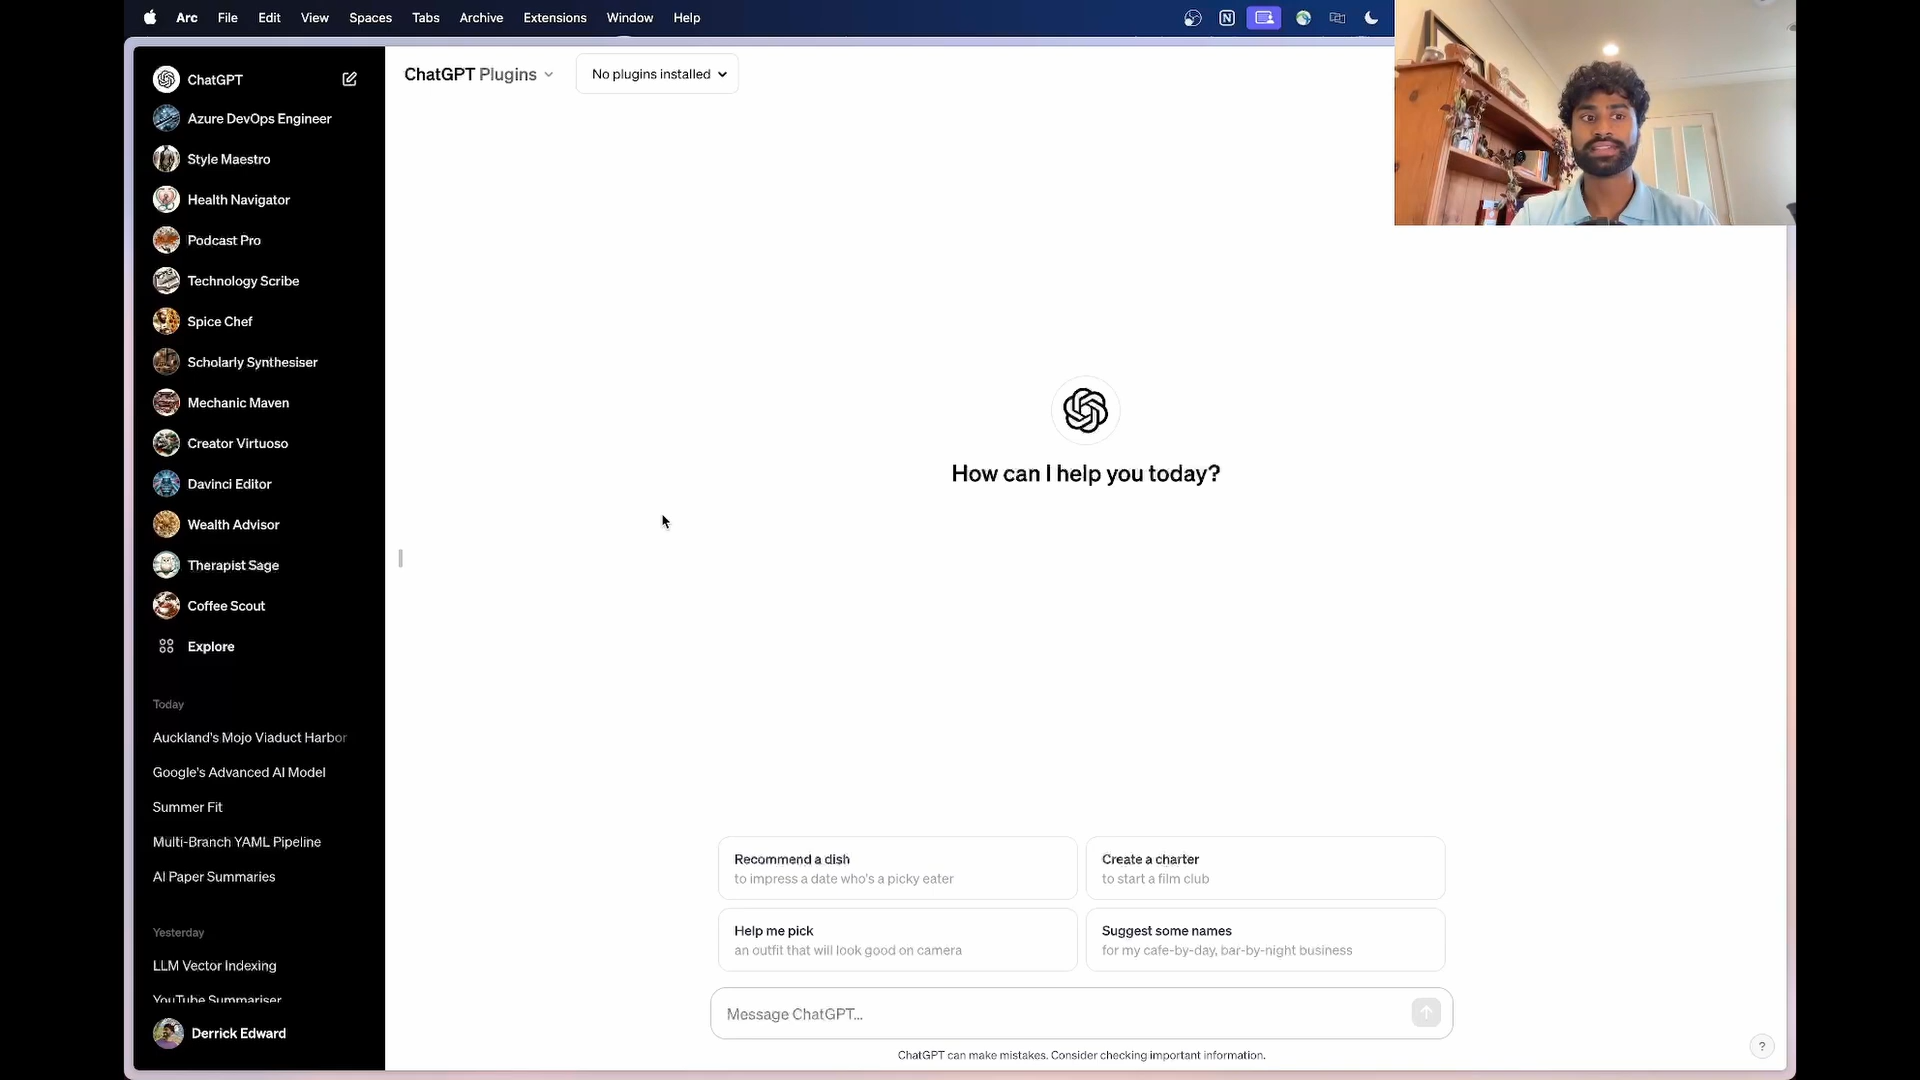 Arc File Edit View Spaces Tabs Archive Extensions Window Help
ChatGPT
Azure DevOps Engineer
Style Maestro
Health Navigator
Podcast Pro
Technology Scribe
Spice Chef
Scholarly Synthesiser
Mechanic Maven
Creator Virtuoso
Davinci Editor
Wealth Advisor
Therapist Sage
Coffee Scout
Explore
Today
Auckland's Mojo Viaduct Harbor
Google's Advanced AI Model
Summer Fit
Multi-Branch YAML Pipeline
AI Paper Summaries
Yesterday
LLM Vector Indexing
YouTube Summariser
Derrick Edward
ChatGPT Plugins
No plugins installed
How can I help you today?
Recommend a dish
to impress a date who's a picky eater
Create a charter
to start a film club
Help me pick
an outfit that will look good on camera
Suggest some names
for my cafe-by-day, bar-by-night business
Message ChatGPT...
ChatGPT can make mistakes. Consider checking important information.
?